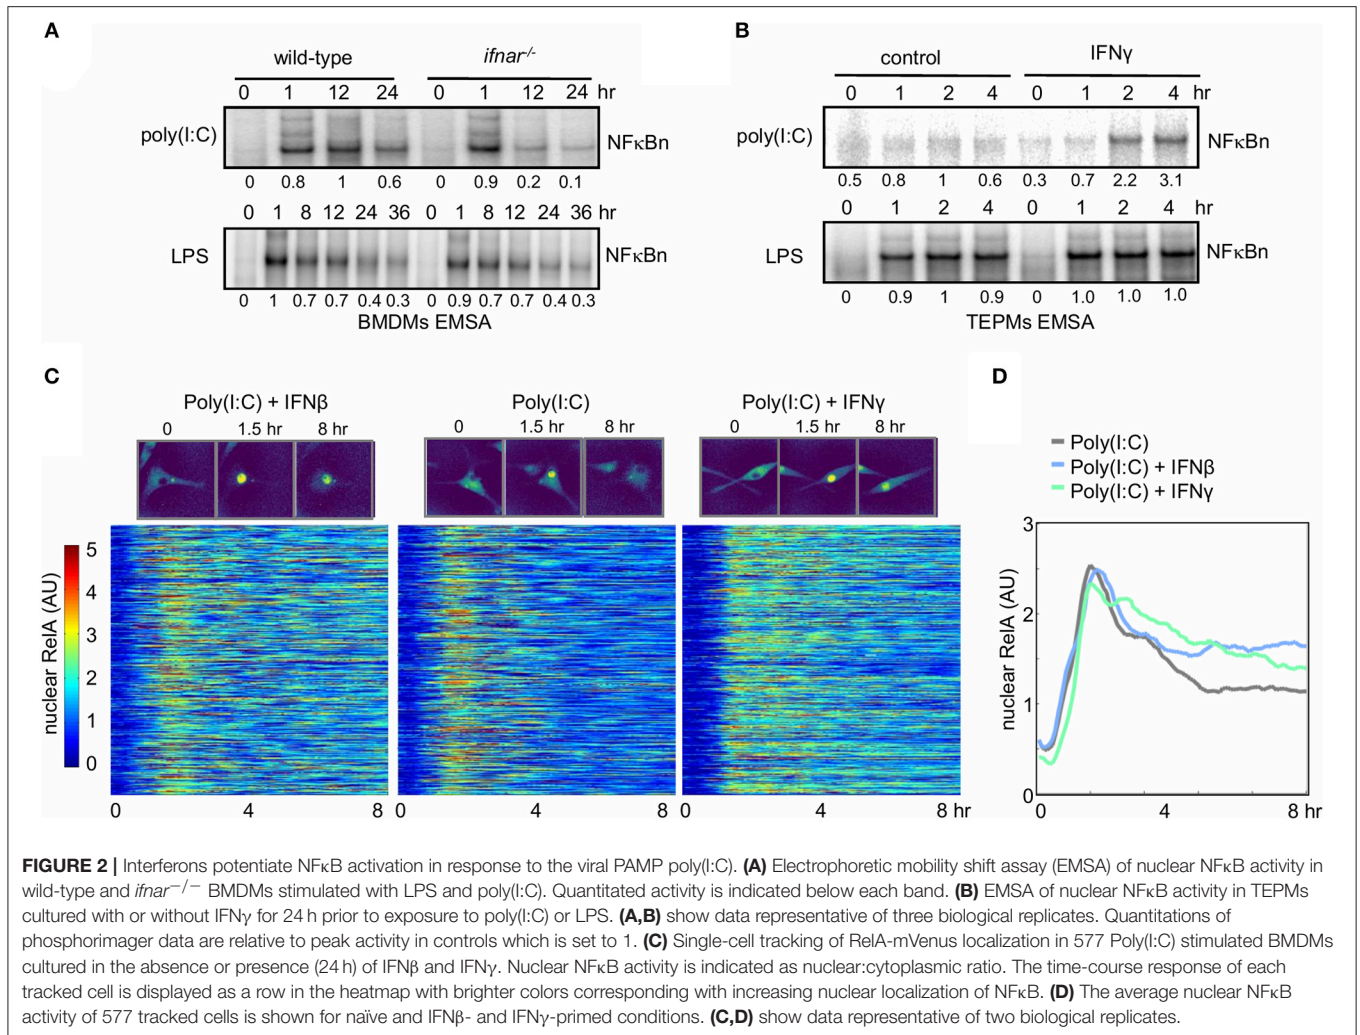 A
wild-type ifnar-/-
0 1 12 24 0 1 12 24 hr
poly(I:C) NFκBn
0 0.8 1 0.6 0 0.9 0.2 0.1
0 1 8 12 24 36 0 1 8 12 24 36 hr
LPS NFκBn
0 1 0.7 0.7 0.4 0.3 0 0.9 0.7 0.7 0.4 0.3
BMDMs EMSA
B
control IFNγ
0 1 2 4 0 1 2 4 hr
poly(I:C) NFκBn
0.5 0.8 1 0.6 0.3 0.7 2.2 3.1
0 1 2 4 0 1 2 4 hr
LPS NFκBn
0 0.9 1 0.9 0 1.0 1.0 1.0
TEPMs EMSA
C
Poly(I:C) + IFNβ Poly(I:C) Poly(I:C) + IFNγ
0 1.5 hr 8 hr 0 1.5 hr 8 hr 0 1.5 hr 8 hr
nuclear RelA (AU)
5
4
3
2
1
0
0 4 8 0 4 8 0 4 8 hr
D
Poly(I:C)
Poly(I:C) + IFNβ
Poly(I:C) + IFNγ
nuclear RelA (AU)
3
2
1
0
0 4 8 hr
FIGURE 2 | Interferons potentiate NFκB activation in response to the viral PAMP poly(I:C). (A) Electrophoretic mobility shift assay (EMSA) of nuclear NFκB activity in
wild-type and ifnar−/− BMDMs stimulated with LPS and poly(I:C). Quantitated activity is indicated below each band. (B) EMSA of nuclear NFκB activity in TEPMs
cultured with or without IFNγ for 24 h prior to exposure to poly(I:C) or LPS. (A,B) show data representative of three biological replicates. Quantitations of
phosphorimager data are relative to peak activity in controls which is set to 1. (C) Single-cell tracking of RelA-mVenus localization in 577 Poly(I:C) stimulated BMDMs
cultured in the absence or presence (24 h) of IFNβ and IFNγ. Nuclear NFκB activity is indicated as nuclear:cytoplasmic ratio. The time-course response of each
tracked cell is displayed as a row in the heatmap with brighter colors corresponding with increasing nuclear localization of NFκB. (D) The average nuclear NFκB
activity of 577 tracked cells is shown for naïve and IFNβ- and IFNγ-primed conditions. (C,D) show data representative of two biological replicates.